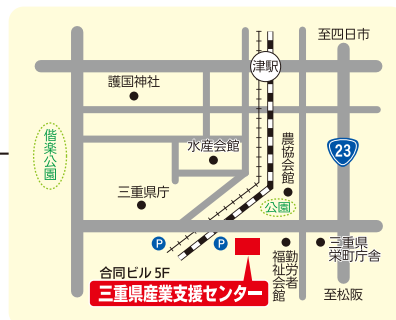 至四日市
津駅
護国神社
偕楽公園
水産会館
農協会館
23
三重県庁
公園
P
P
三重県
栄町庁舎
勤労者
福祉会館
合同ビル5F
三重県産業支援センター
至松阪